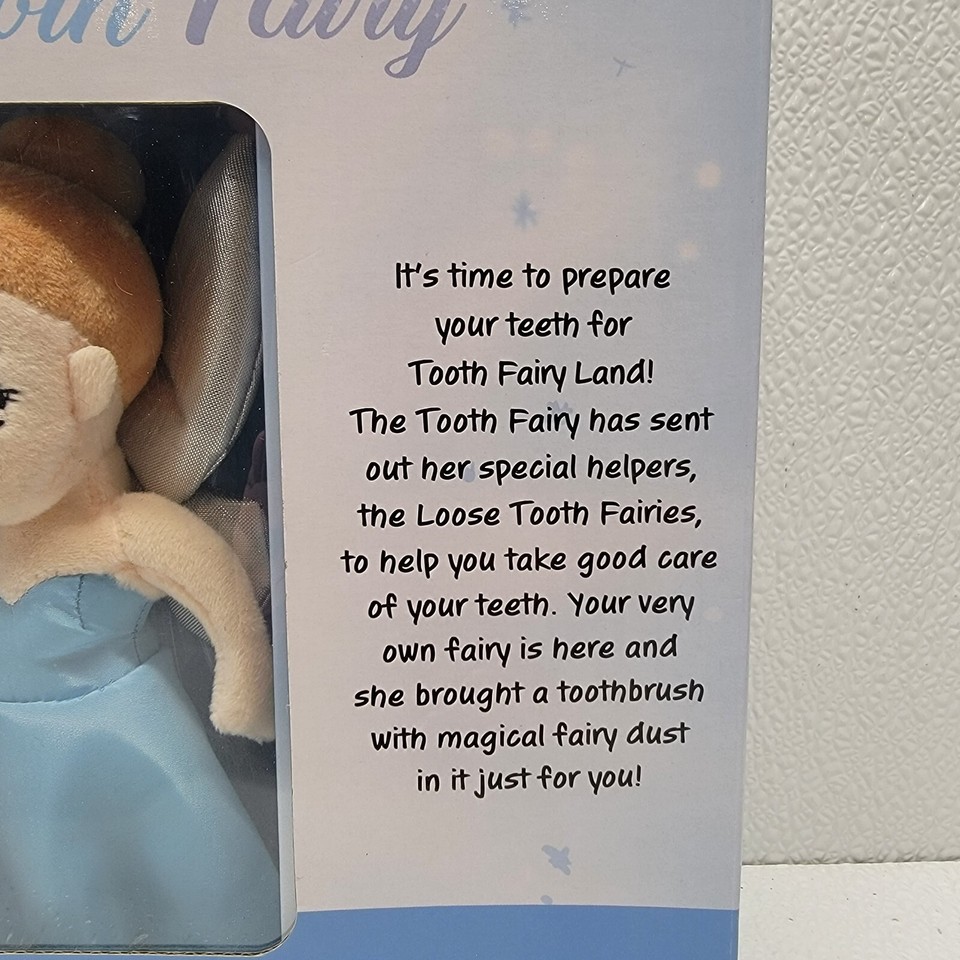 Fairy
It's time to prepare
your teeth for
Tooth Fairy Land!
The Tooth Fairy has sent
out her special helpers,
the Loose Tooth Fairies,
to help you take good care
of your teeth. Your very
own fairy is here and
she brought a toothbrush
with magical fairy dust
in it just for you!